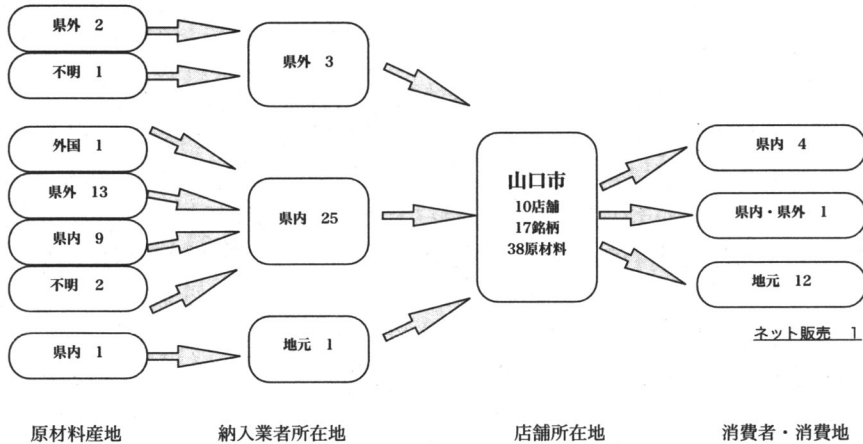 県外 2
不明 1
県外 3
外国 1
県外 13
県内 9
不明 2
県内 25
県内 1
地元 1
山口市
10店舗
17銘柄
38原材料
県内 4
県内・県外 1
地元 12
ネット販売 1
原材料産地
納入業者所在地
店舗所在地
消費者・消費地